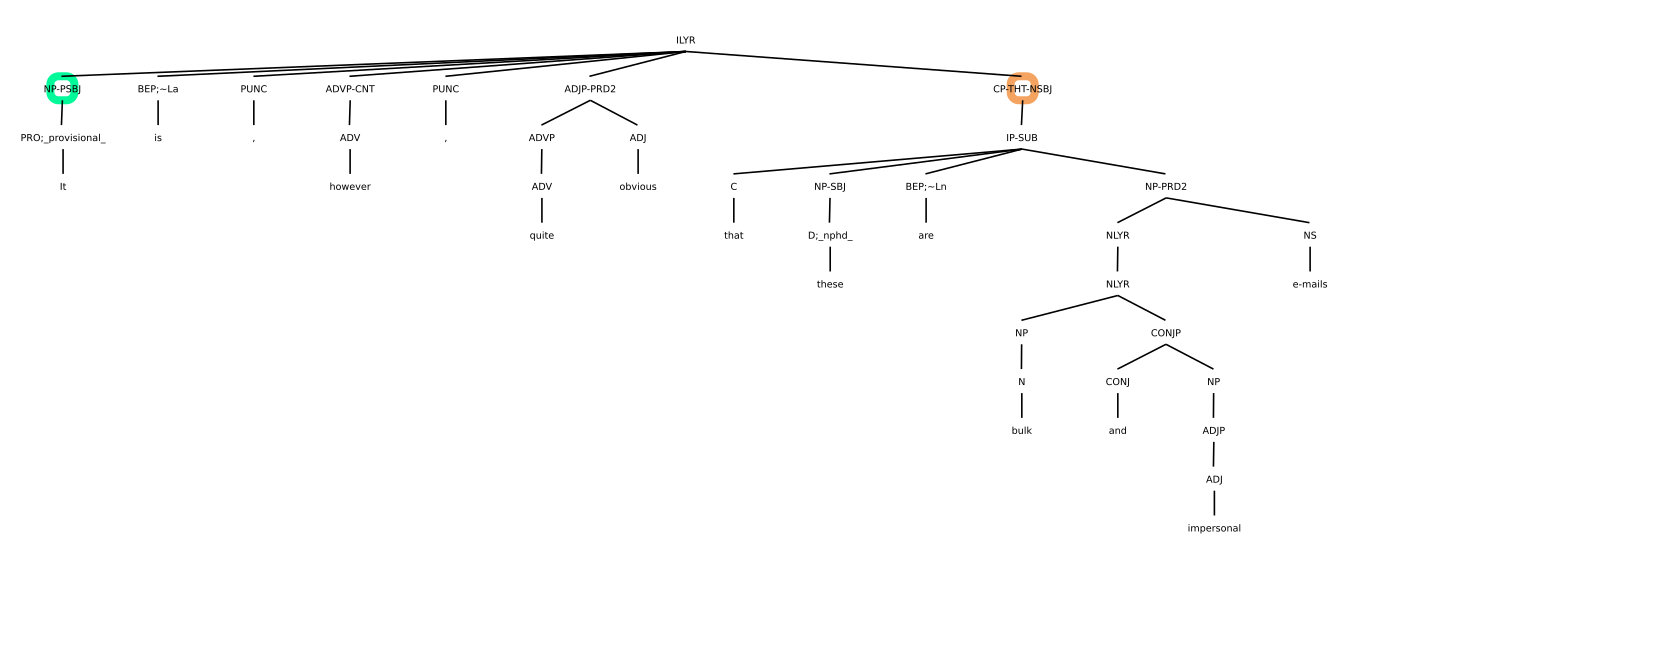 ILYR
NP-PSBJ BEP;~La PUNC ADVP-CNT PUNC ADJP-PRD2 CP-THT-NSBJ
PRO;_provisional_ is , ADV , ADVP ADJ IP-SUB
It however ADV obvious C NP-SBJ BEP;~Ln NP-PRD2
quite that D;_nphd_ are NLYR NS
these NLYR e-mails
NP CONJP
N CONJ NP
bulk and ADJP
ADJ
impersonal